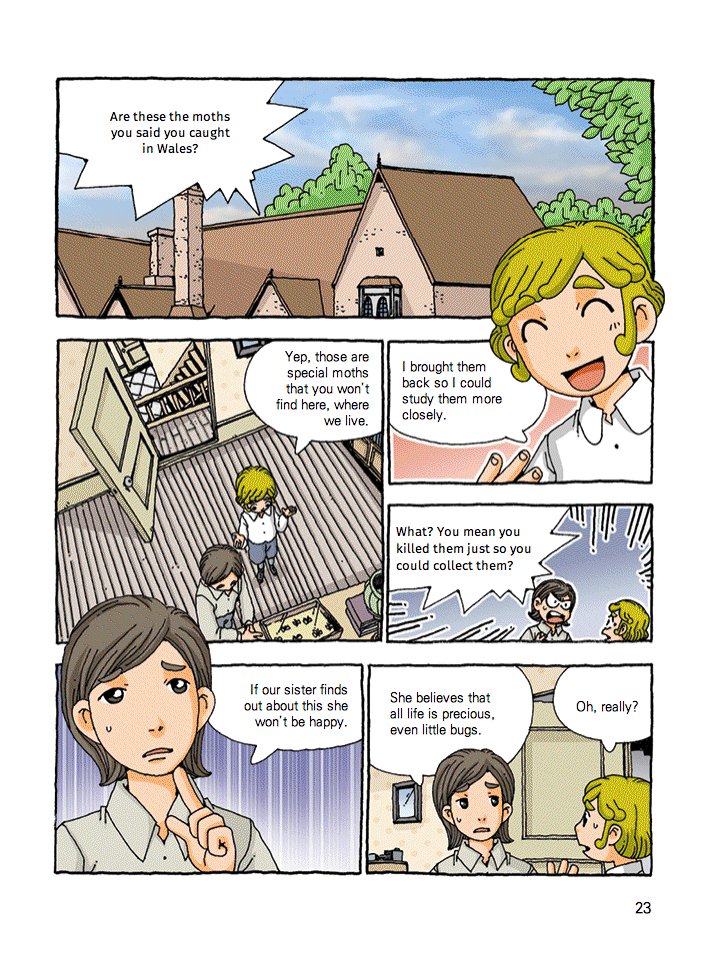 Are these the moths
you said you caught
in Wales?
Yep, those are
special moths
that you won't
find here, where
we live.
I brought them
back so I could
study them more
closely.
What? You mean you
killed them just so you
could collect them?
If our sister finds
out about this she
won't be happy.
She believes that
all life is precious,
even little bugs.
Oh, really?
23